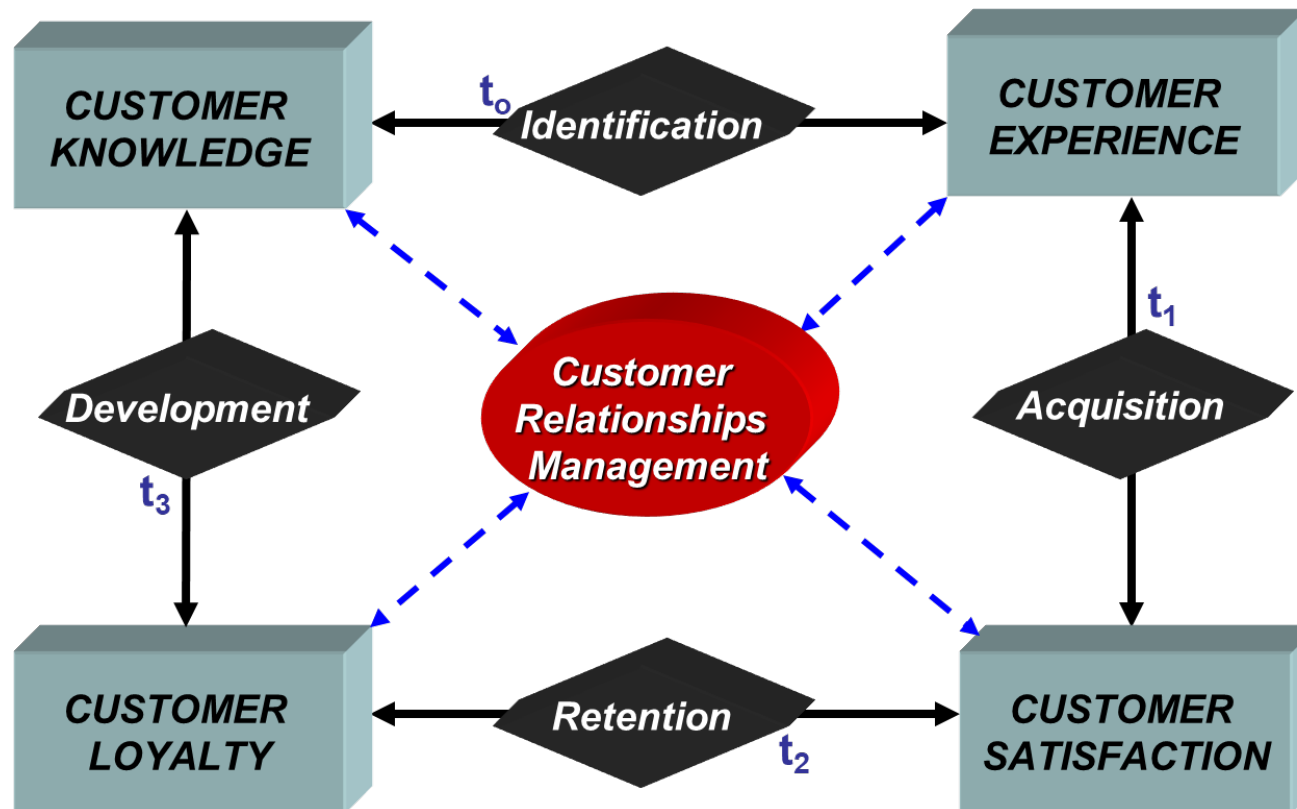 CUSTOMER
KNOWLEDGE
t₀
Identification
CUSTOMER
EXPERIENCE
t₁
Development
Customer
Relationships
Management
Acquisition
t₃
CUSTOMER
LOYALTY
Retention
t₂
CUSTOMER
SATISFACTION